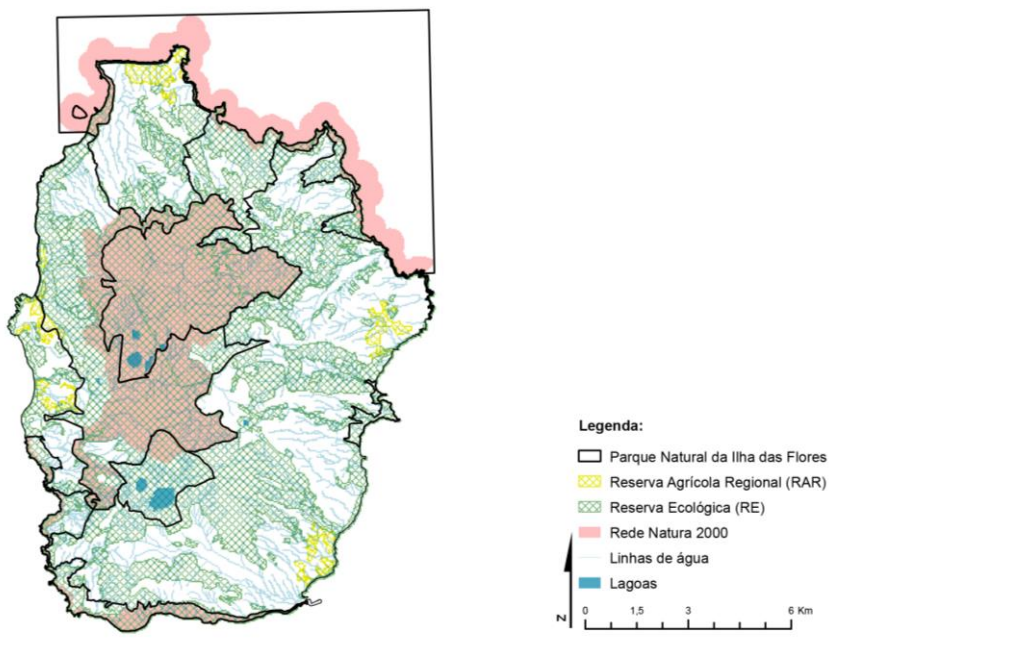 Legenda:
Parque Natural da Ilha das Flores
Reserva Agrícola Regional (RAR)
Reserva Ecológica (RE)
Rede Natura 2000
Linhas de água
Lagoas
N
0 1,5 3 6 Km